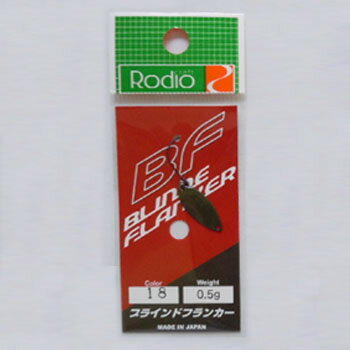 Rodio
craft
BF
BLINDE
FLANKER
Color
Weight
18
0.5g
ブラインドフランカー
MADE IN JAPAN